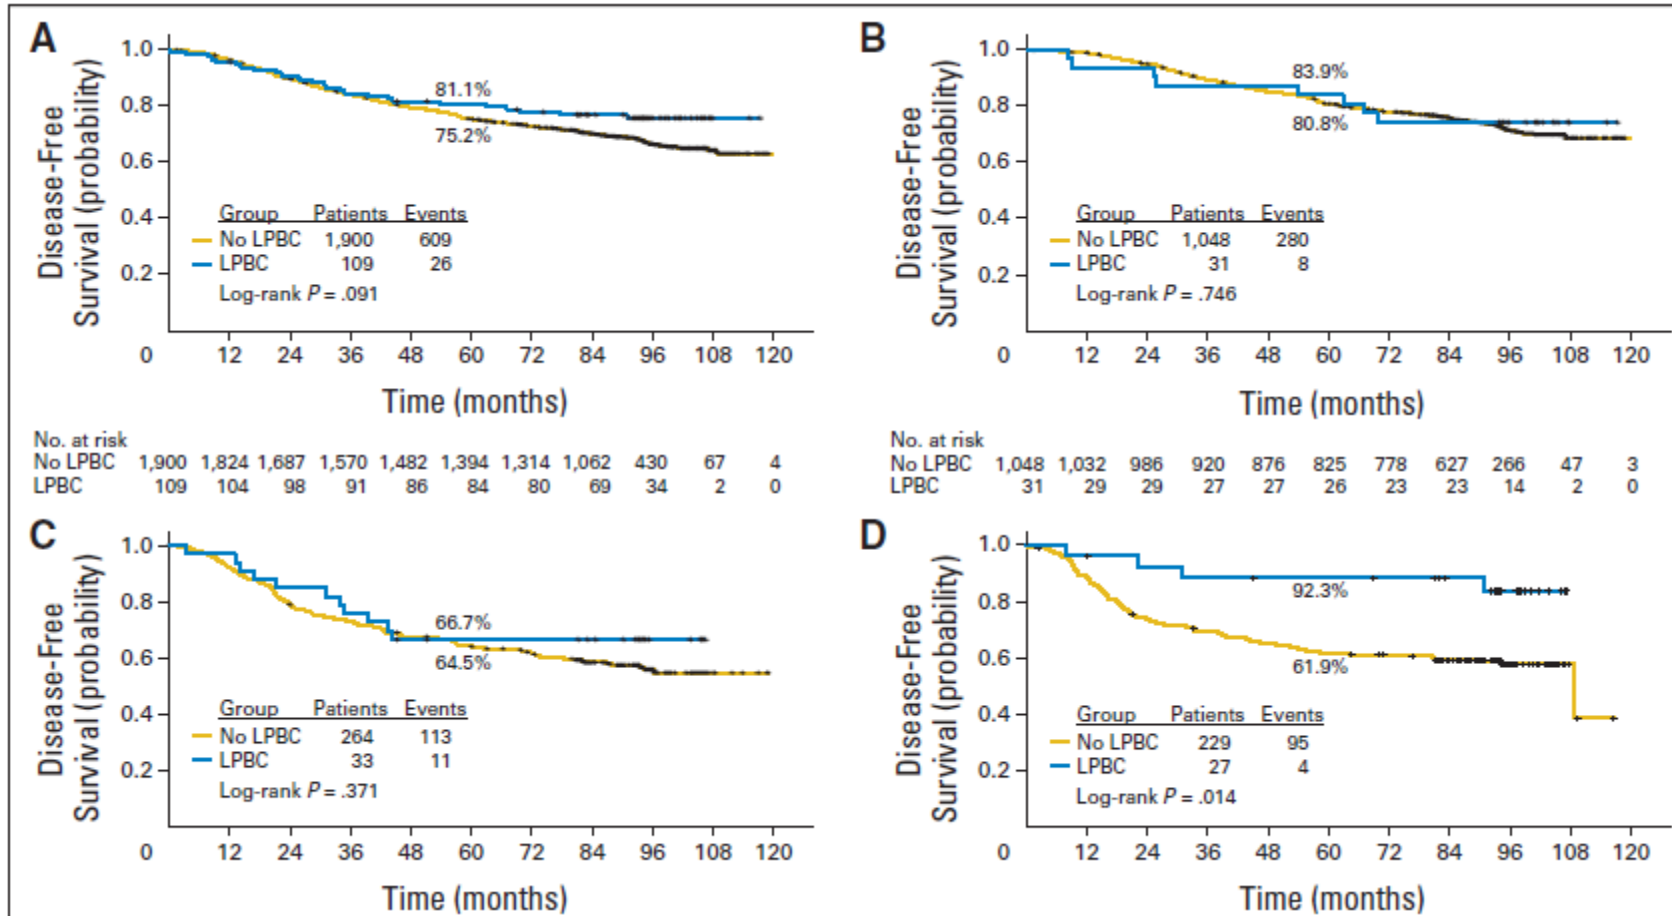 A
Disease-Free
Survival (probability)
1.0
0.8
0.6
0.4
0.2
81.1%
75.2%
Group Patients Events
No LPBC 1,900 609
LPBC 109 26
Log-rank P = .091
0 12 24 36 48 60 72 84 96 108 120
Time (months)
No. at risk
No LPBC 1,900 1,824 1,687 1,570 1,482 1,394 1,314 1,062 430 67 4
LPBC 109 104 98 91 86 84 80 69 34 2 0
B
Disease-Free
Survival (probability)
1.0
0.8
0.6
0.4
0.2
83.9%
80.8%
Group Patients Events
No LPBC 1,048 280
LPBC 31 8
Log-rank P = .746
0 12 24 36 48 60 72 84 96 108 120
Time (months)
No. at risk
No LPBC 1,048 1,032 986 920 876 825 778 627 266 47 3
LPBC 31 29 29 27 27 26 23 23 14 2 0
C
Disease-Free
Survival (probability)
1.0
0.8
0.6
0.4
0.2
66.7%
64.5%
Group Patients Events
No LPBC 264 113
LPBC 33 11
Log-rank P = .371
0 12 24 36 48 60 72 84 96 108 120
Time (months)
D
Disease-Free
Survival (probability)
1.0
0.8
0.6
0.4
0.2
92.3%
61.9%
Group Patients Events
No LPBC 229 95
LPBC 27 4
Log-rank P = .014
0 12 24 36 48 60 72 84 96 108 120
Time (months)